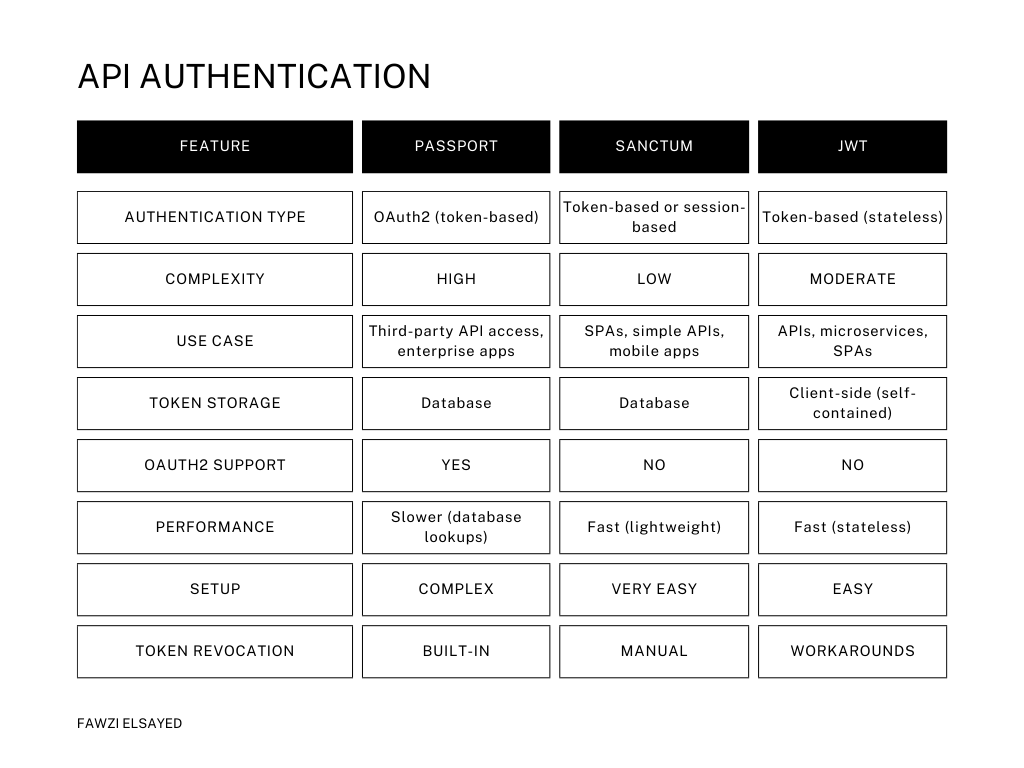 API AUTHENTICATION
FEATURE PASSPORT SANCTUM JWT
AUTHENTICATION TYPE OAuth2 (token-based) Token-based or session- Token-based (stateless)
based
COMPLEXITY HIGH LOW MODERATE
USE CASE Third-party API access, SPAs, simple APIs, APIs, microservices,
enterprise apps mobile apps SPAs
TOKEN STORAGE Database Database Client-side (self-
contained)
OAUTH2 SUPPORT YES NO NO
PERFORMANCE Slower (database Fast (lightweight) Fast (stateless)
lookups)
SETUP COMPLEX VERY EASY EASY
TOKEN REVOCATION BUILT-IN MANUAL WORKAROUNDS
FAWZI ELSAYED